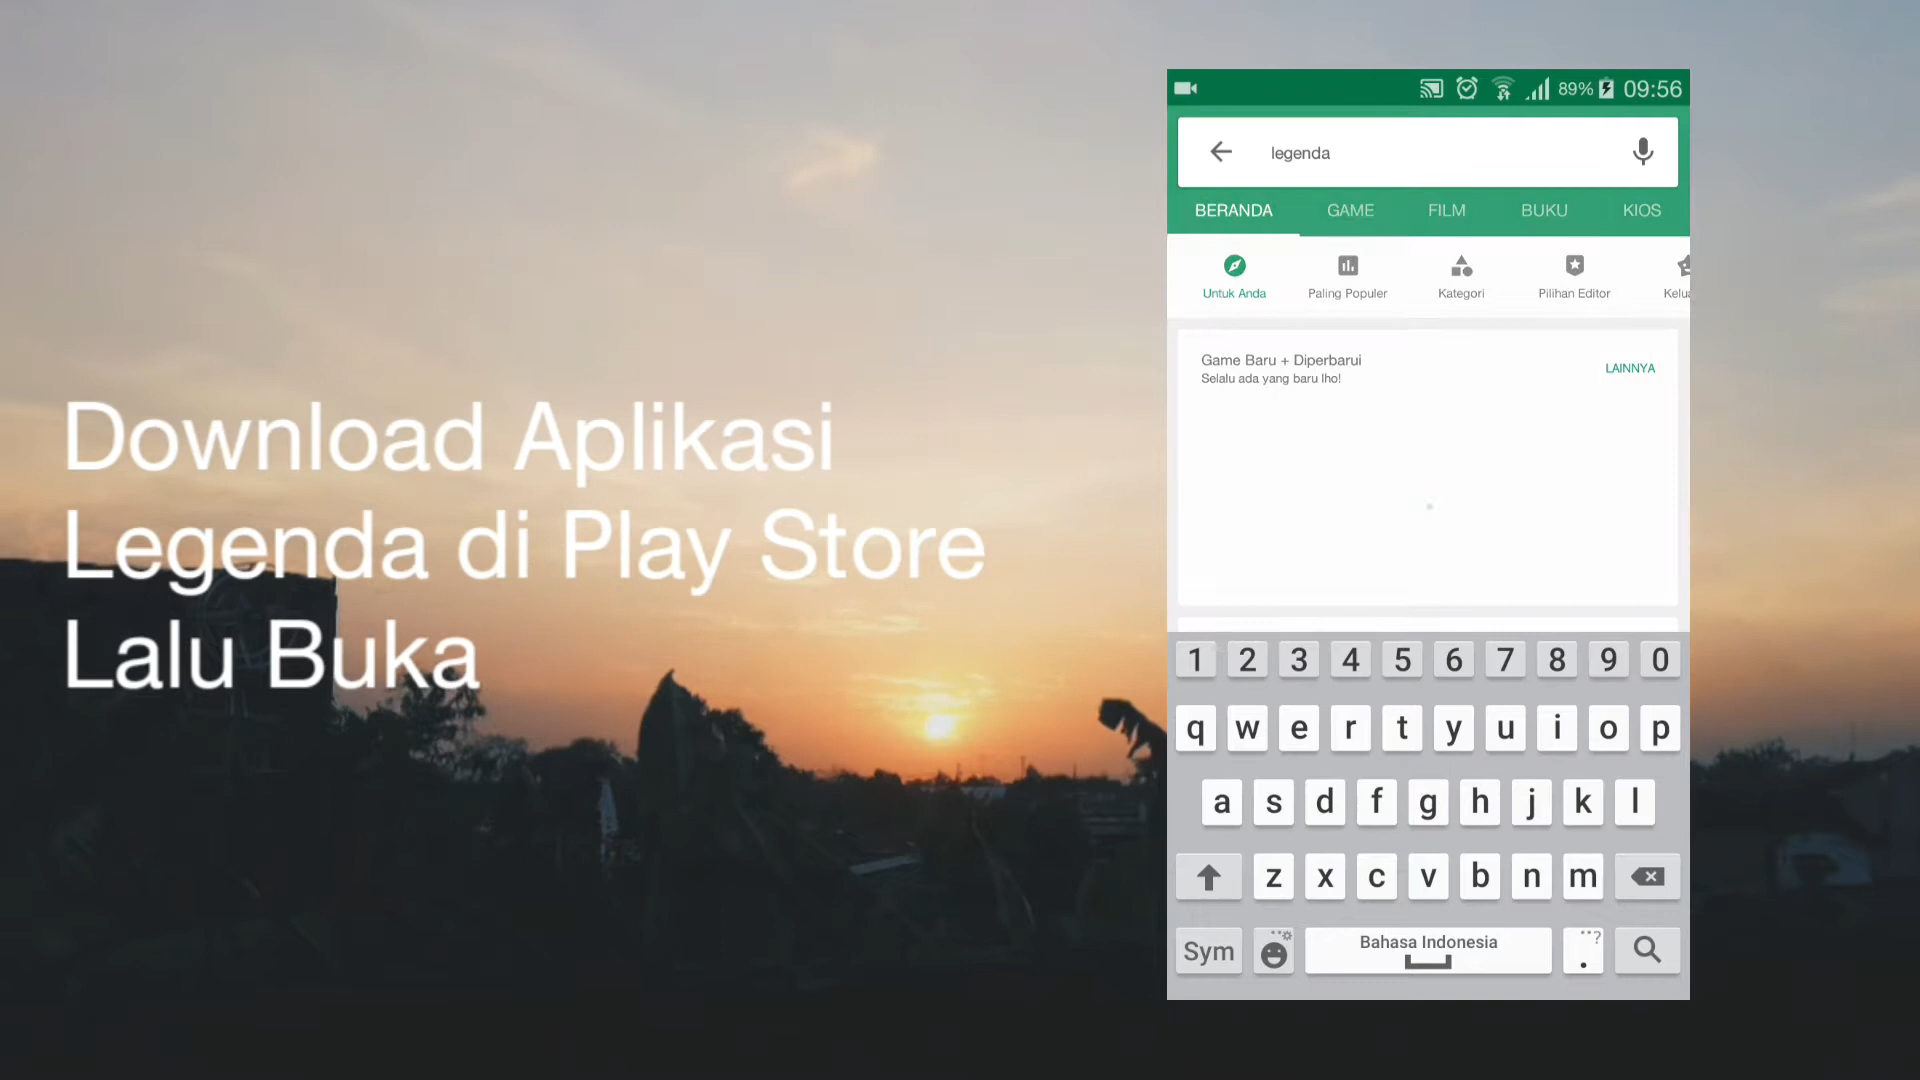 Download Aplikasi
Legenda di Play Store
Lalu Buka
89% 09:56
legenda
BERANDA GAME FILM BUKU KIOS
Untuk Anda Paling Populer Kategori Pilihan Editor Kelua
Game Baru + Diperbarui
LAINNYA
Selalu ada yang baru lho!
1 2 3 4 5 6 7 8 9 0
q w e r t y u i o p
a s d f g h j k l
z x c v b n m
Sym Bahasa Indonesia . ?